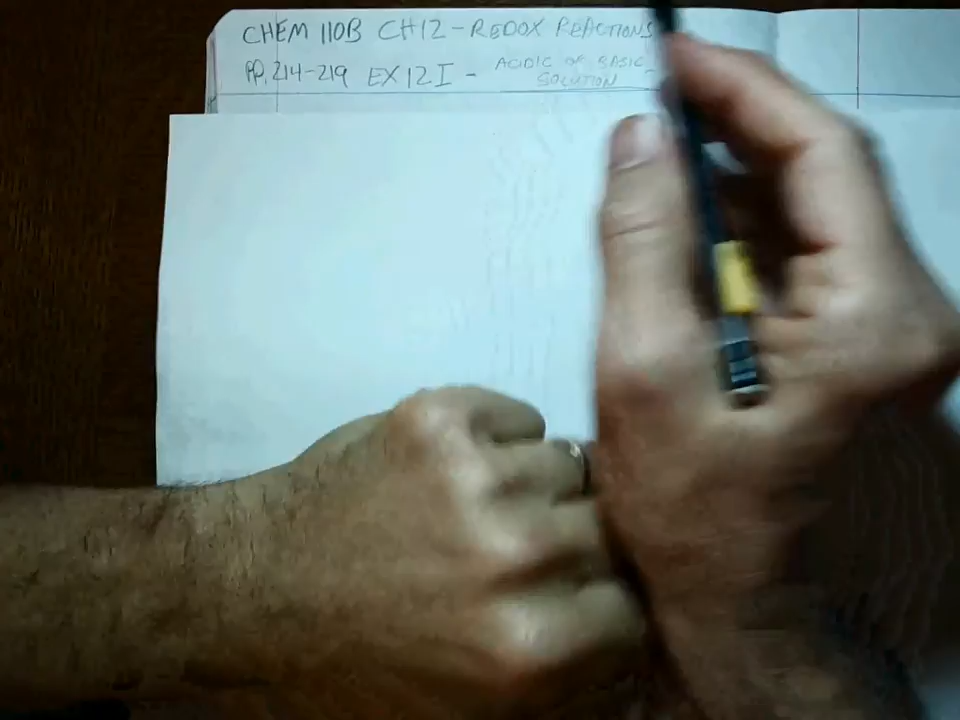 CHEM 110B CH12 - REDOX REACTIONS
PP. 214-219 EX12I - ACIDIC OR BASIC
SOLUTION